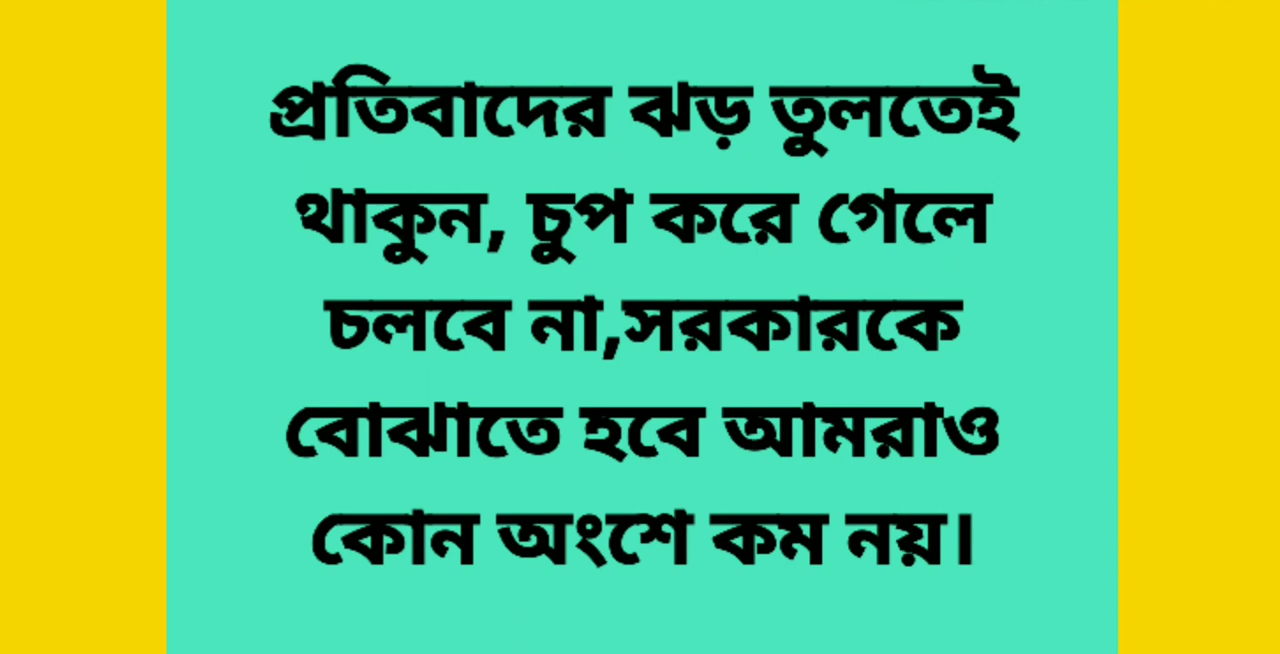 প্রতিবাদের ঝড় তুলতেই
থাকুন, চুপ করে গেলে
চলবে না,সরকারকে
বোঝাতে হবে আমরাও
কোন অংশে কম নয়।